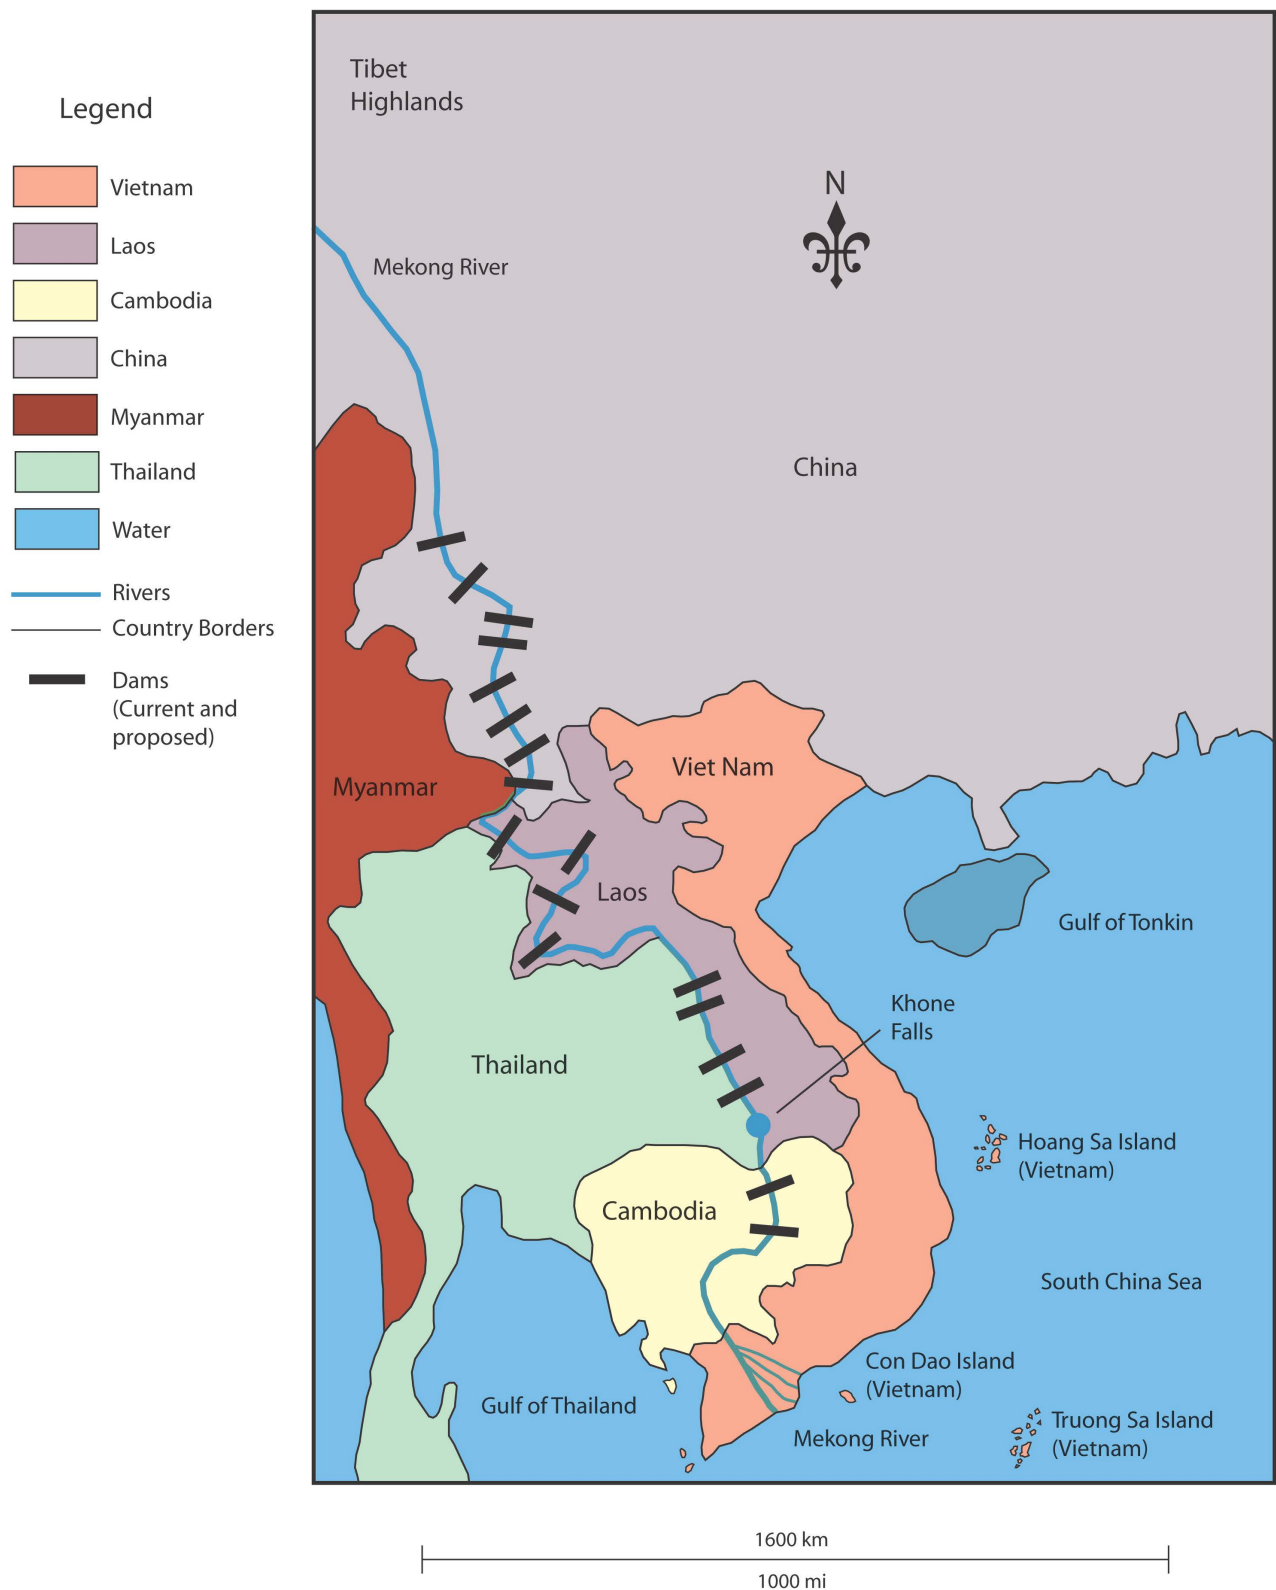 Legend
Vietnam
Laos
Cambodia
China
Myanmar
Thailand
Water
Rivers
Country Borders
Dams
(Current and
proposed)
Tibet
Highlands
N
Mekong River
China
Viet Nam
Myanmar
Laos
Gulf of Tonkin
Khone
Falls
Thailand
Hoang Sa Island
(Vietnam)
Cambodia
South China Sea
Con Dao Island
(Vietnam)
Gulf of Thailand
Truong Sa Island
(Vietnam)
Mekong River
1600 km
1000 mi